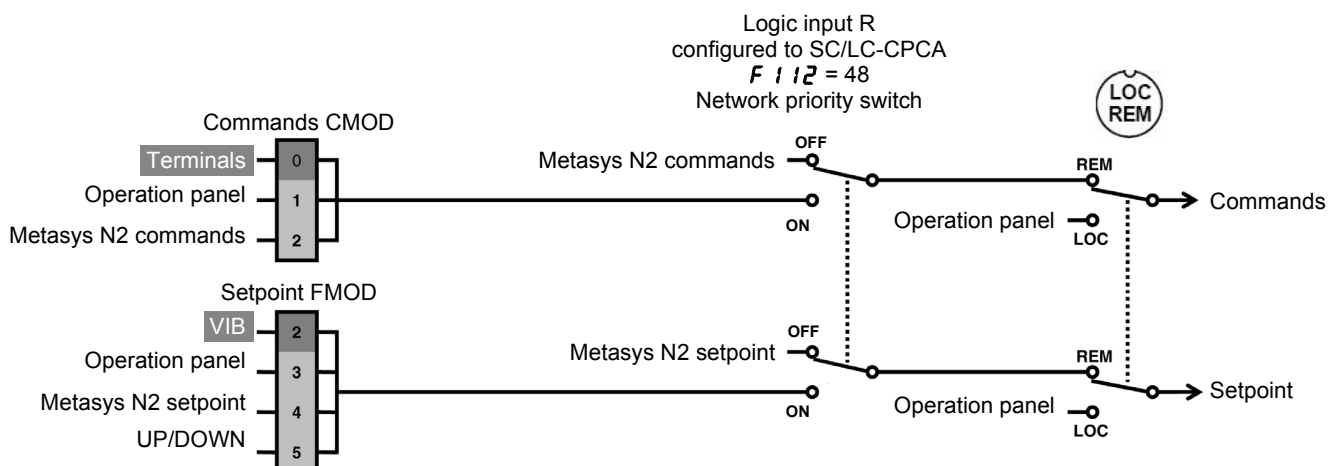 Logic input R
configured to SC/LC-CPCA
F112 = 48
Network priority switch
LOC
REM
Commands CMOD
Terminals 0
Operation panel 1
Metasys N2 commands 2
Metasys N2 commands
OFF
ON
REM
Operation panel
LOC
Commands
Setpoint FMOD
VIB 2
Operation panel 3
Metasys N2 setpoint 4
UP/DOWN 5
Metasys N2 setpoint
OFF
ON
REM
Operation panel
LOC
Setpoint